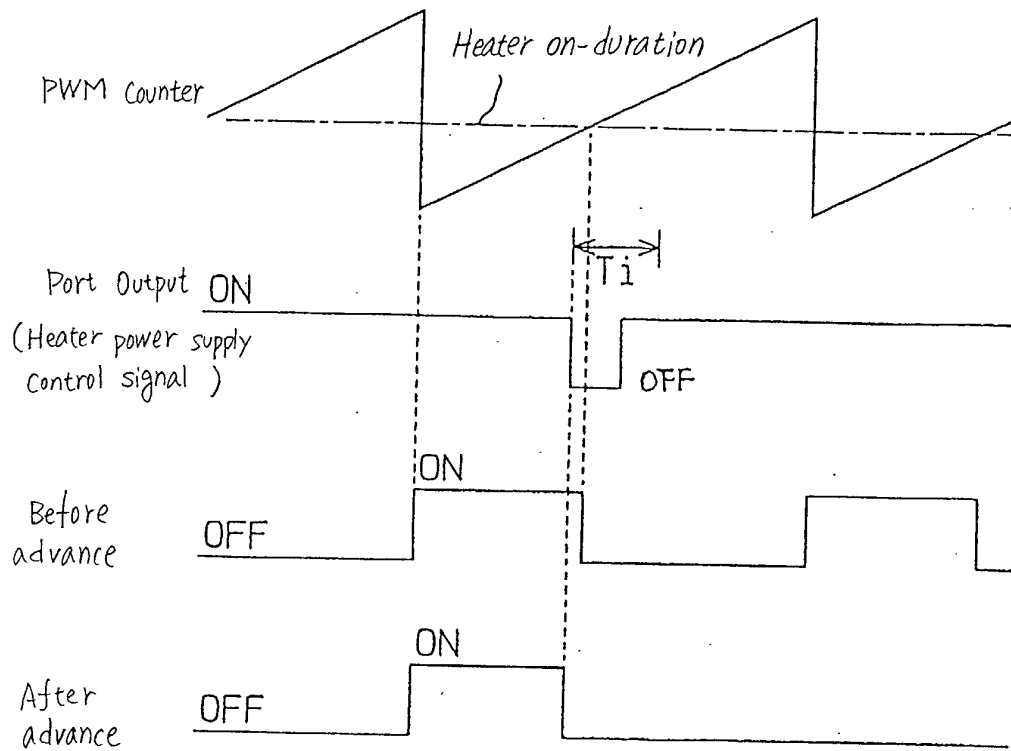 Heater on-duration
PWM Counter
Ti
Port Output ON
(Heater power supply
control signal )
OFF
ON
Before
advance
OFF
ON
After
advance
OFF